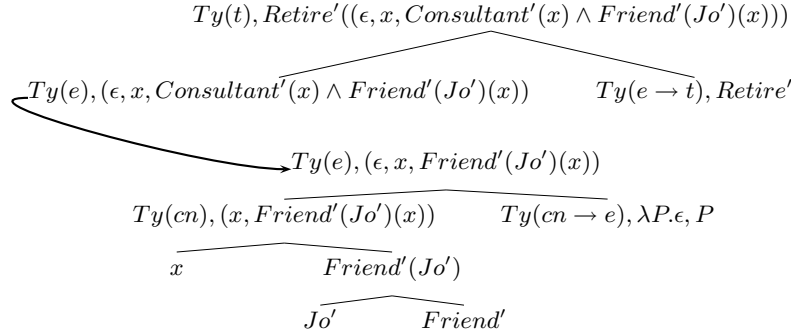 Ty(t), Retire′((ϵ, x, Consultant′(x) ∧ Friend′(Jo′)(x)))
Ty(e), (ϵ, x, Consultant′(x) ∧ Friend′(Jo′)(x)) Ty(e → t), Retire′
Ty(e), (ϵ, x, Friend′(Jo′)(x))
Ty(cn), (x, Friend′(Jo′)(x)) Ty(cn → e), λP.ϵ, P
x Friend′(Jo′)
Jo′ Friend′